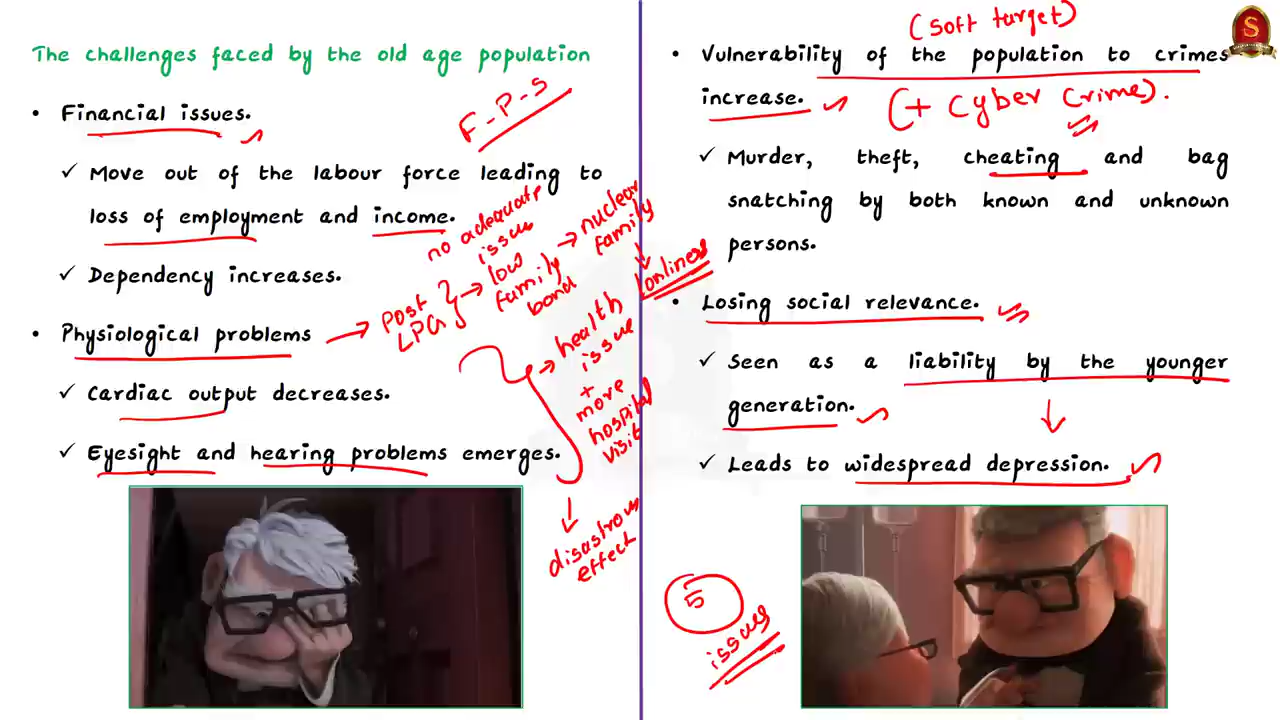 The challenges faced by the old age population
• Financial issues.
F-P-S
✓ Move out of the labour force leading to
loss of employment and income.
✓ Dependency increases.
no adequate
issue
low
family
bond
nuclear
family
lonliness
• Physiological problems
Post
LPG
✓ Cardiac output decreases.
✓ Eyesight and hearing problems emerges.
health
issue
+
more
hospital
visit
disastrous
effect
(soft target)
• Vulnerability of the population to crimes
increase.
(+ cyber crime).
✓ Murder, theft, cheating and bag
snatching by both known and unknown
persons.
• Losing social relevance.
✓ Seen as a liability by the younger
generation.
✓ Leads to widespread depression.
5
issues
S